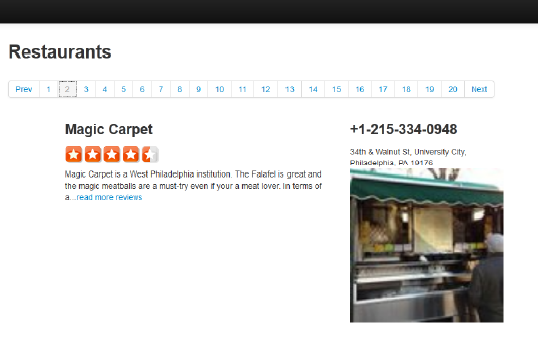 Restaurants
Prev 1 2 3 4 5 6 7 8 9 10 11 12 13 14 15 16 17 18 19 20 Next
Magic Carpet
Magic Carpet is a West Philadelphia institution. The Falafel is great and
the magic meatballs are a must-try even if your a meat lover. In terms of
a...read more reviews
+1-215-334-0948
34th & Walnut St, University City,
Philadelphia, PA 19176